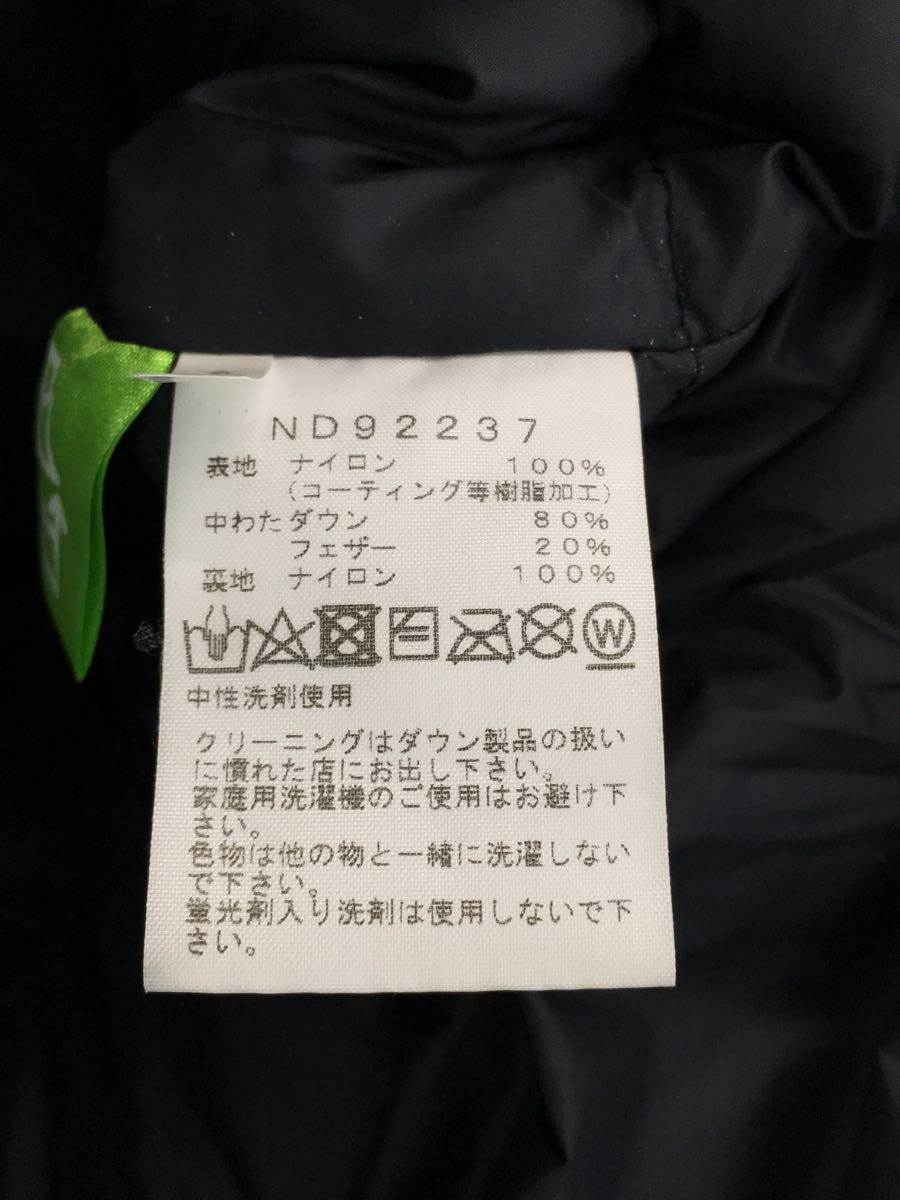 ND92237
表地 ナイロン 100%
(コーティング等樹脂加工)
中わたダウン 80%
フェザー 20%
裏地 ナイロン 100%
W
中性洗剤使用
クリーニングはダウン製品の扱い
に慣れた店にお出し下さい。
家庭用洗濯機のご使用はお避け下
さい。
色物は他の物と一緒に洗濯しない
で下さい。
蛍光剤入り洗剤は使用しないで下
さい。